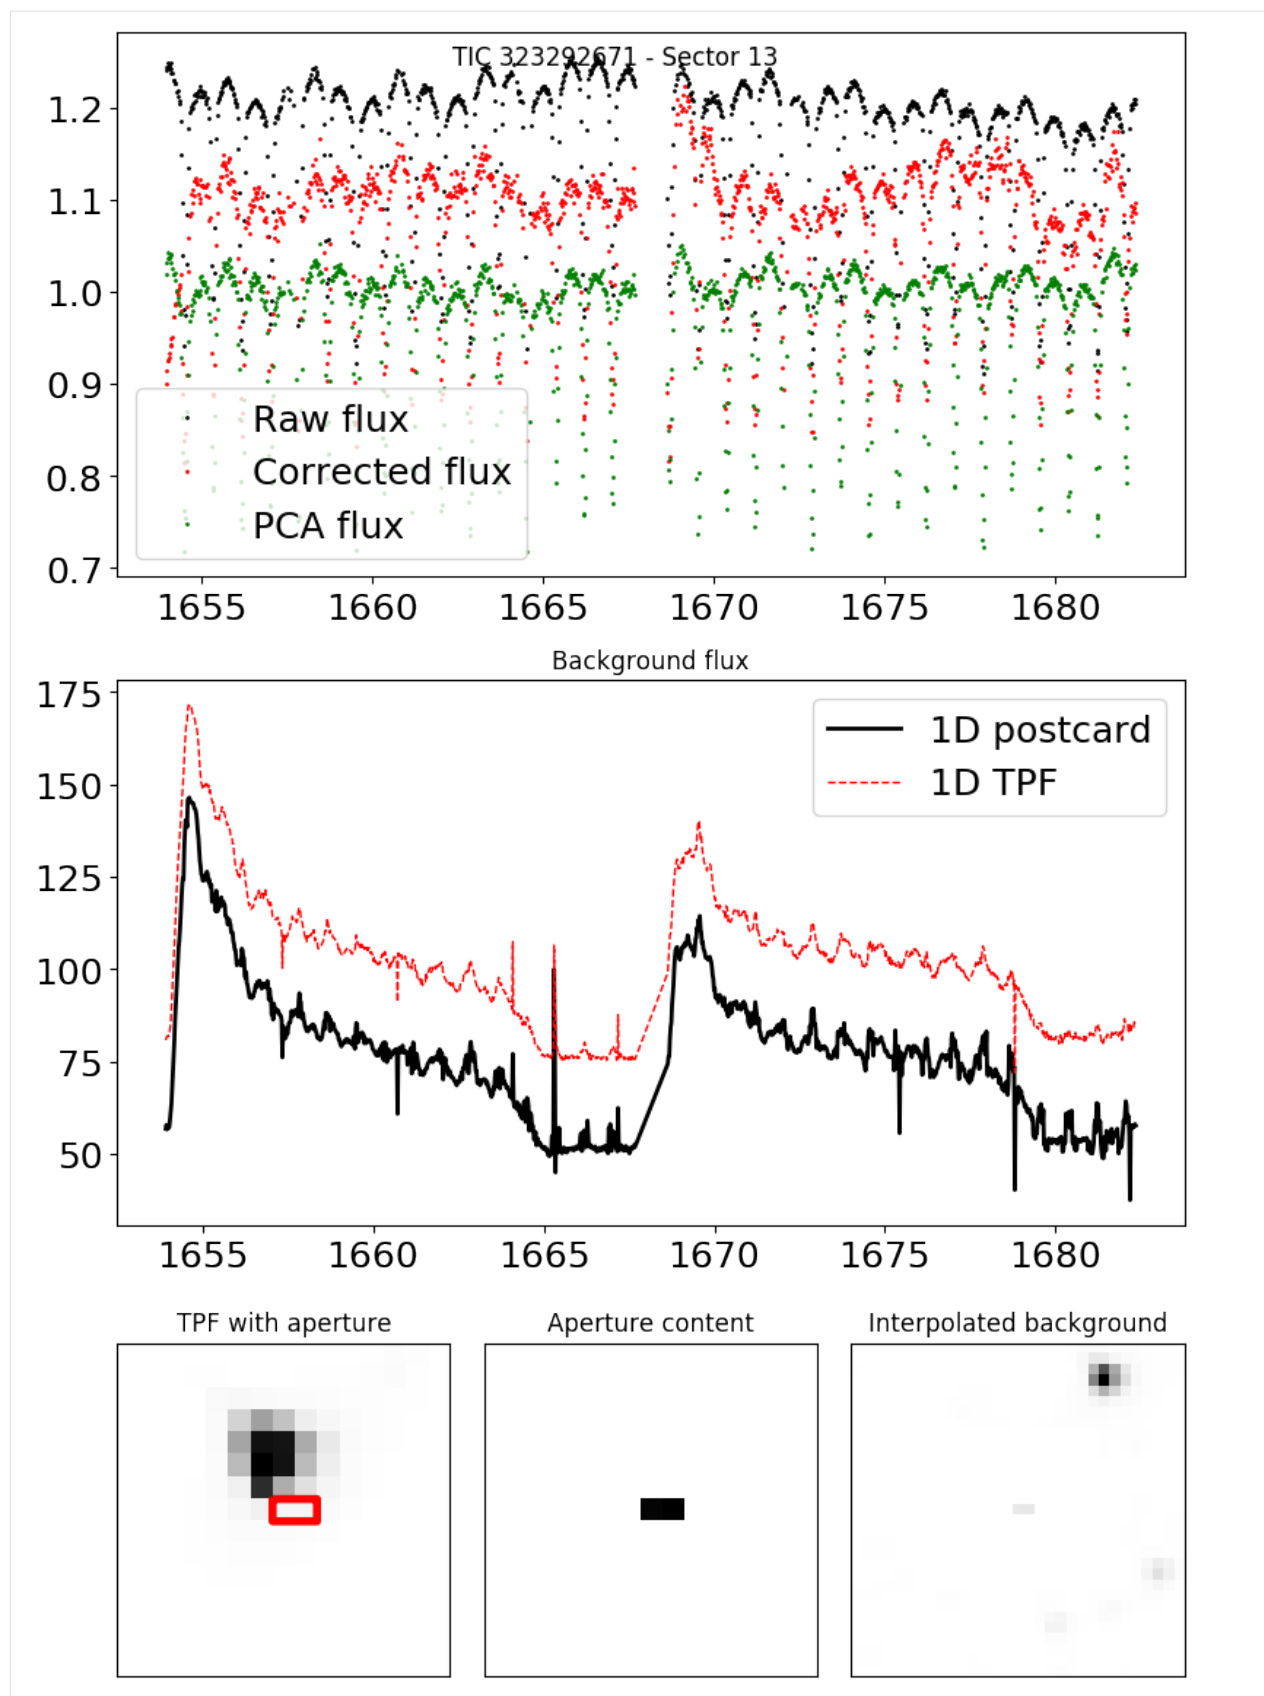 TIC 323292671 - Sector 13
1.2
1.1
1.0
0.9
0.8
0.7
Raw flux
Corrected flux
PCA flux
1655 1660 1665 1670 1675 1680
Background flux
175
150
125
100
75
50
1D postcard
1D TPF
1655 1660 1665 1670 1675 1680
TPF with aperture
Aperture content
Interpolated background